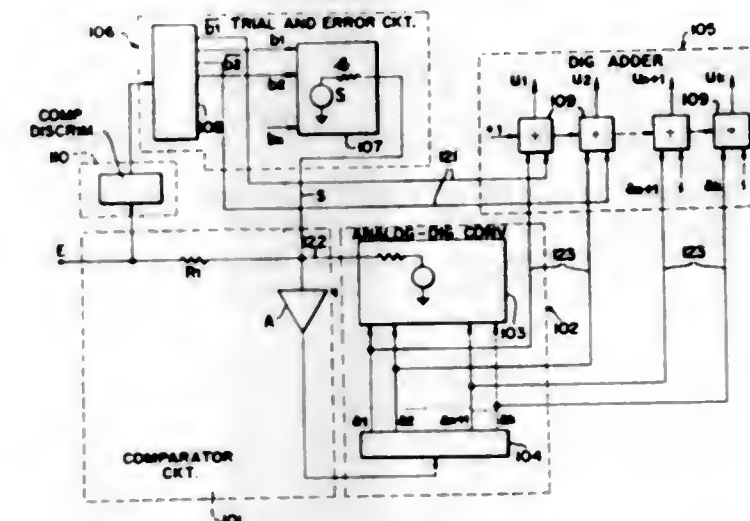 106
TRIAL AND ERROR CKT.
b1
b1
b2
b2
S
107
108
105
DIG ADDER
U1
U2
Un+1
109
109
+1
+
+
COMP
DISCRIM
110
121
S
E
R1
122
ANALOG-DIG CONV
103
102
123
123
A
a1
a2
104
COMPARATOR
CKT.
101